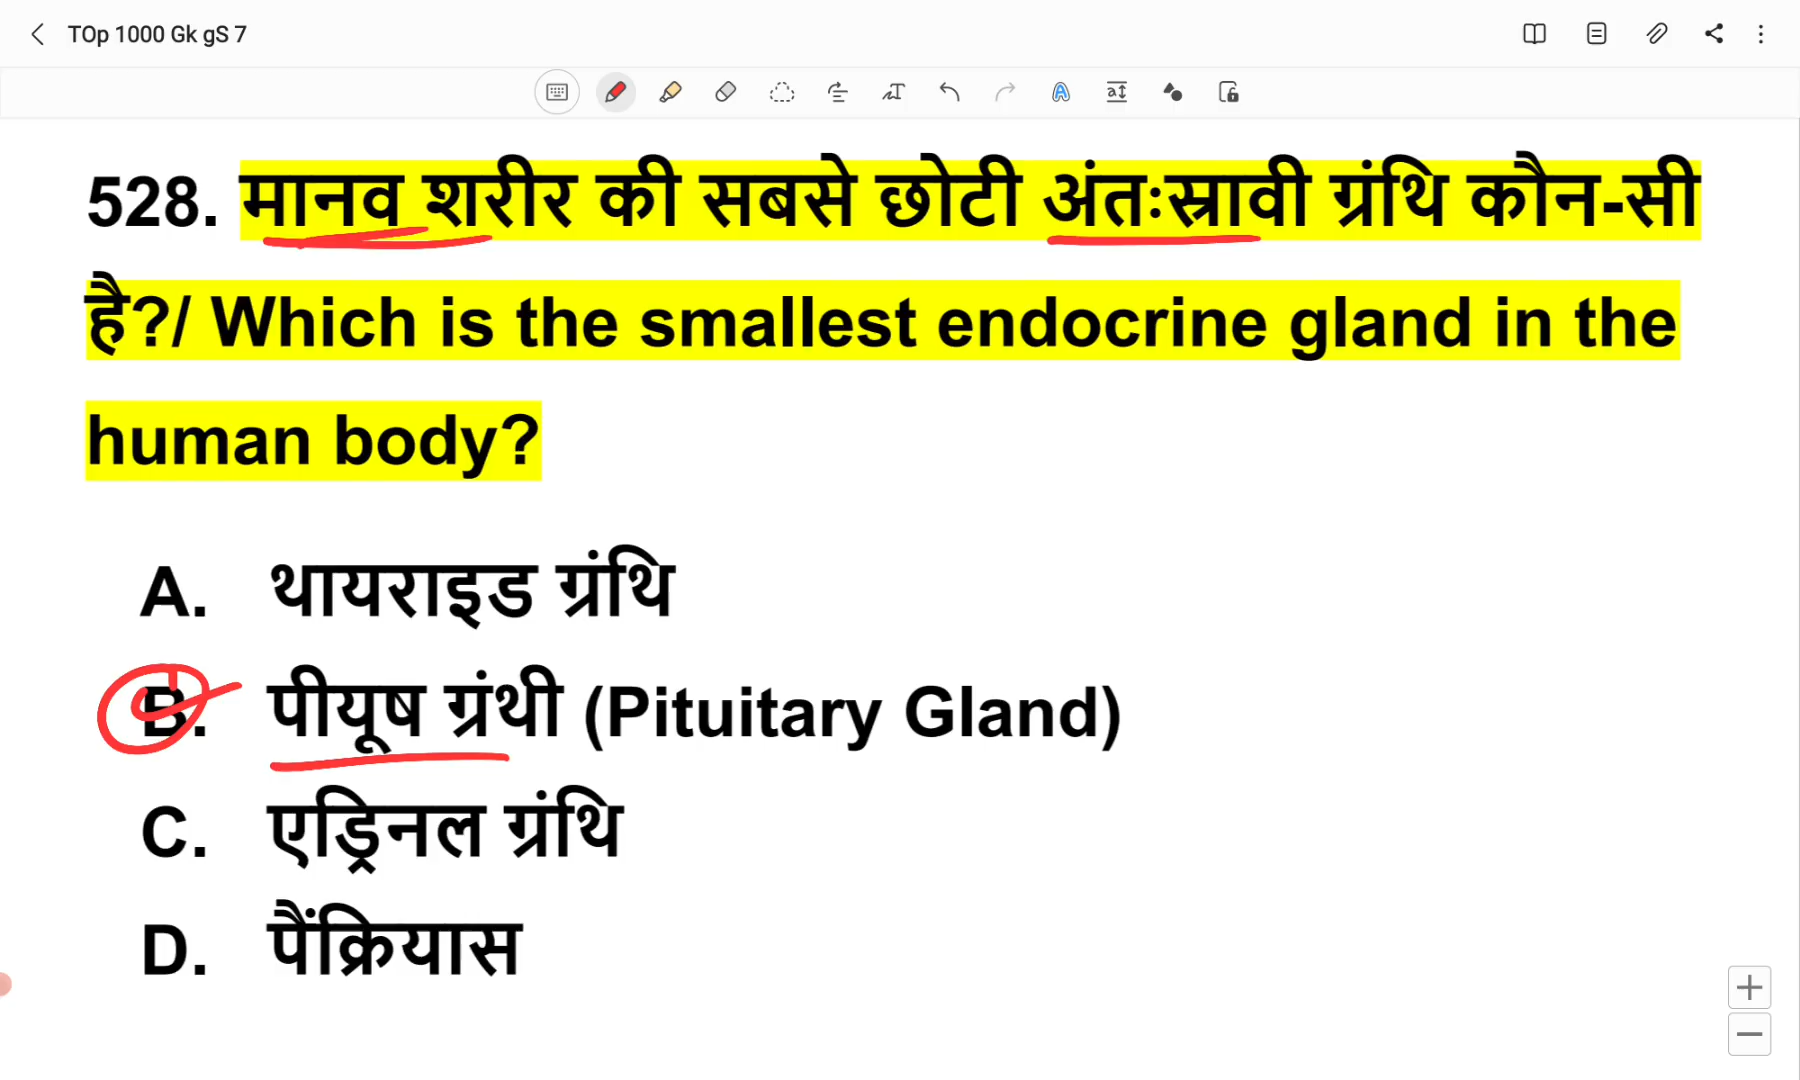 TOp 1000 Gk gS 7
528. मानव शरीर की सबसे छोटी अंतःस्रावी ग्रंथि कौन-सी
है?/ Which is the smallest endocrine gland in the
human body?
A. थायराइड ग्रंथि
B. पीयूष ग्रंथी (Pituitary Gland)
C. एड्रिनल ग्रंथि
D. पैंक्रियास